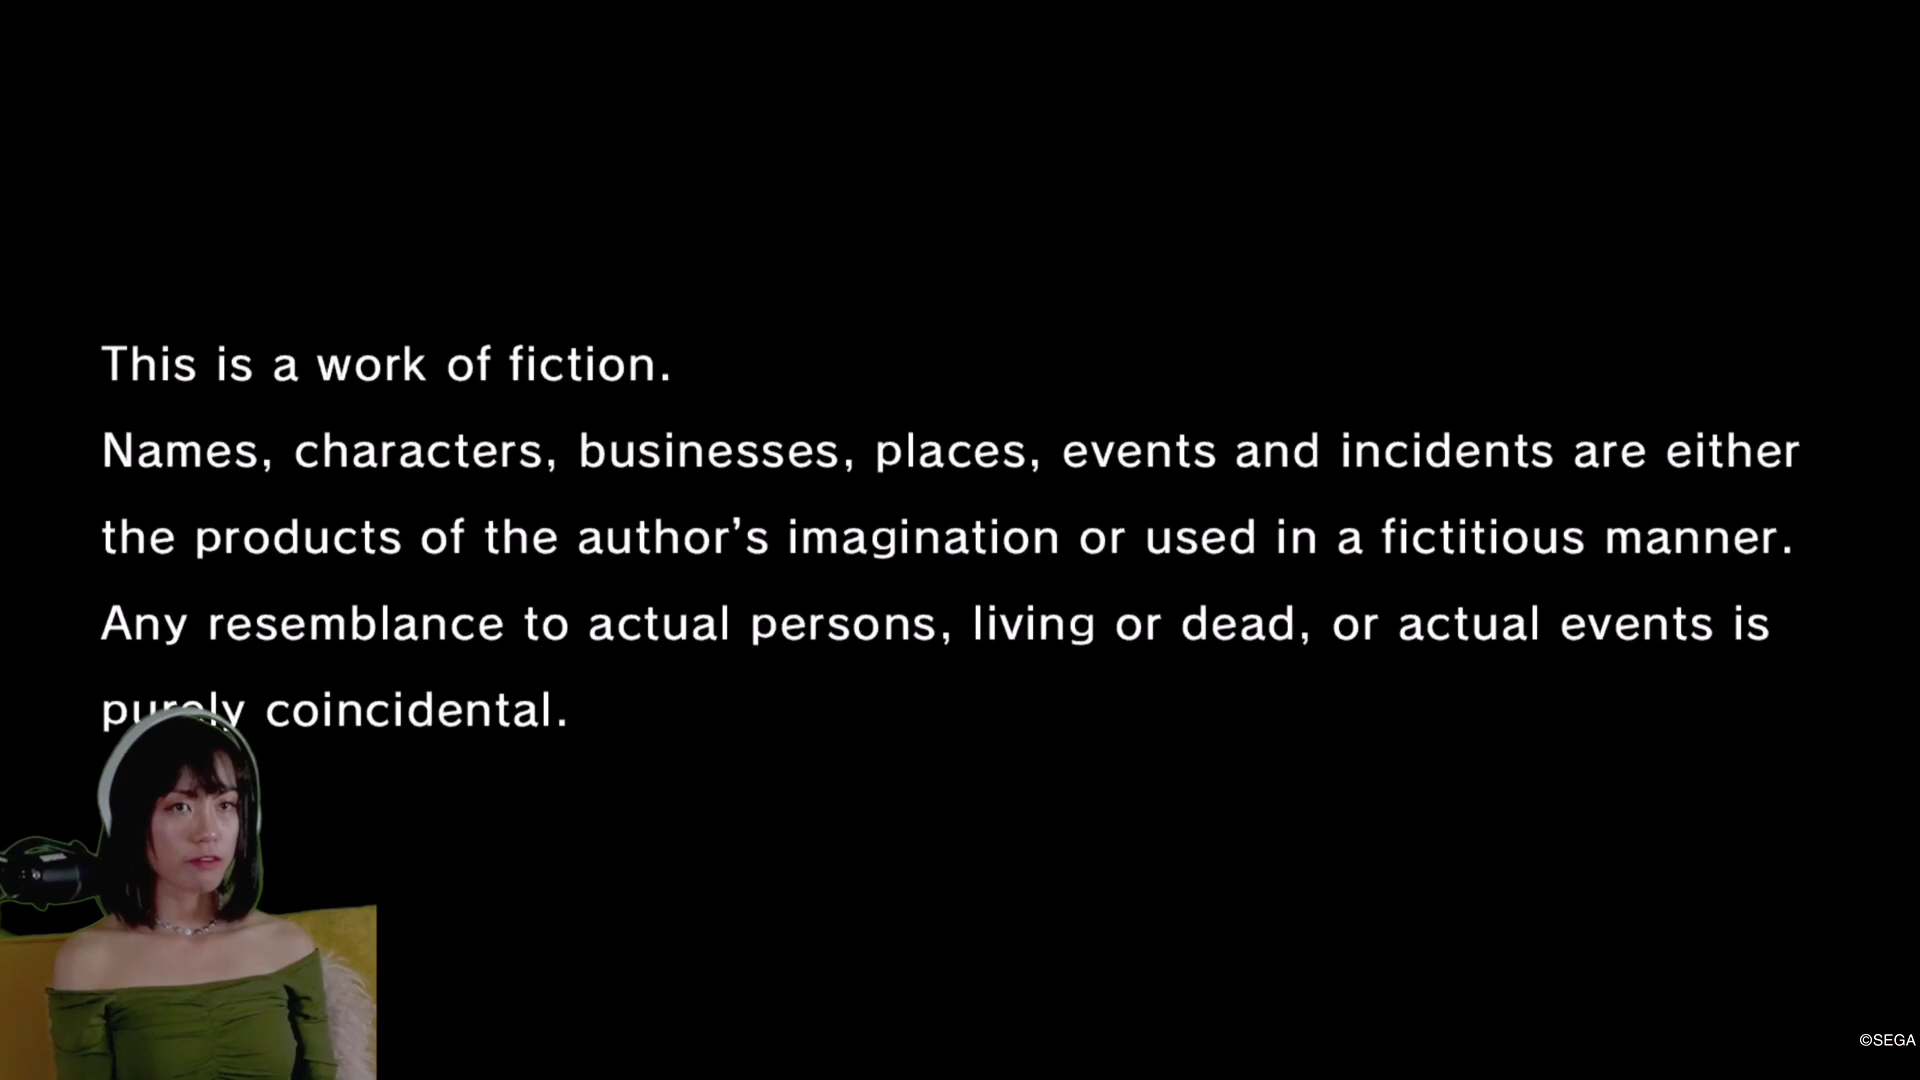 This is a work of fiction.
Names, characters, businesses, places, events and incidents are either
the products of the author's imagination or used in a fictitious manner.
Any resemblance to actual persons, living or dead, or actual events is
purely coincidental.
©SEGA